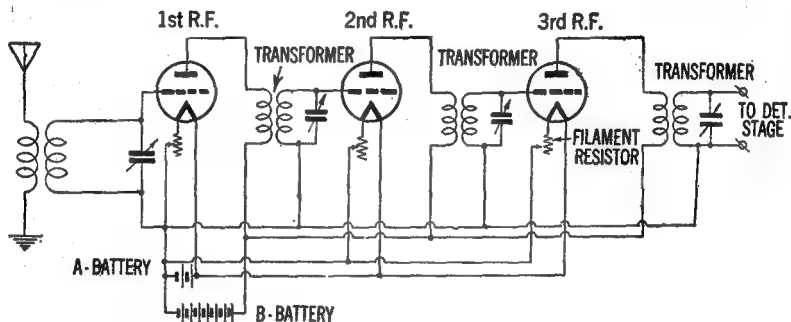 1st R.F.
2nd R.F.
3rd R.F.
TRANSFORMER
TRANSFORMER
TRANSFORMER
TO DET.
STAGE
FILAMENT
RESISTOR
A-BATTERY
B-BATTERY